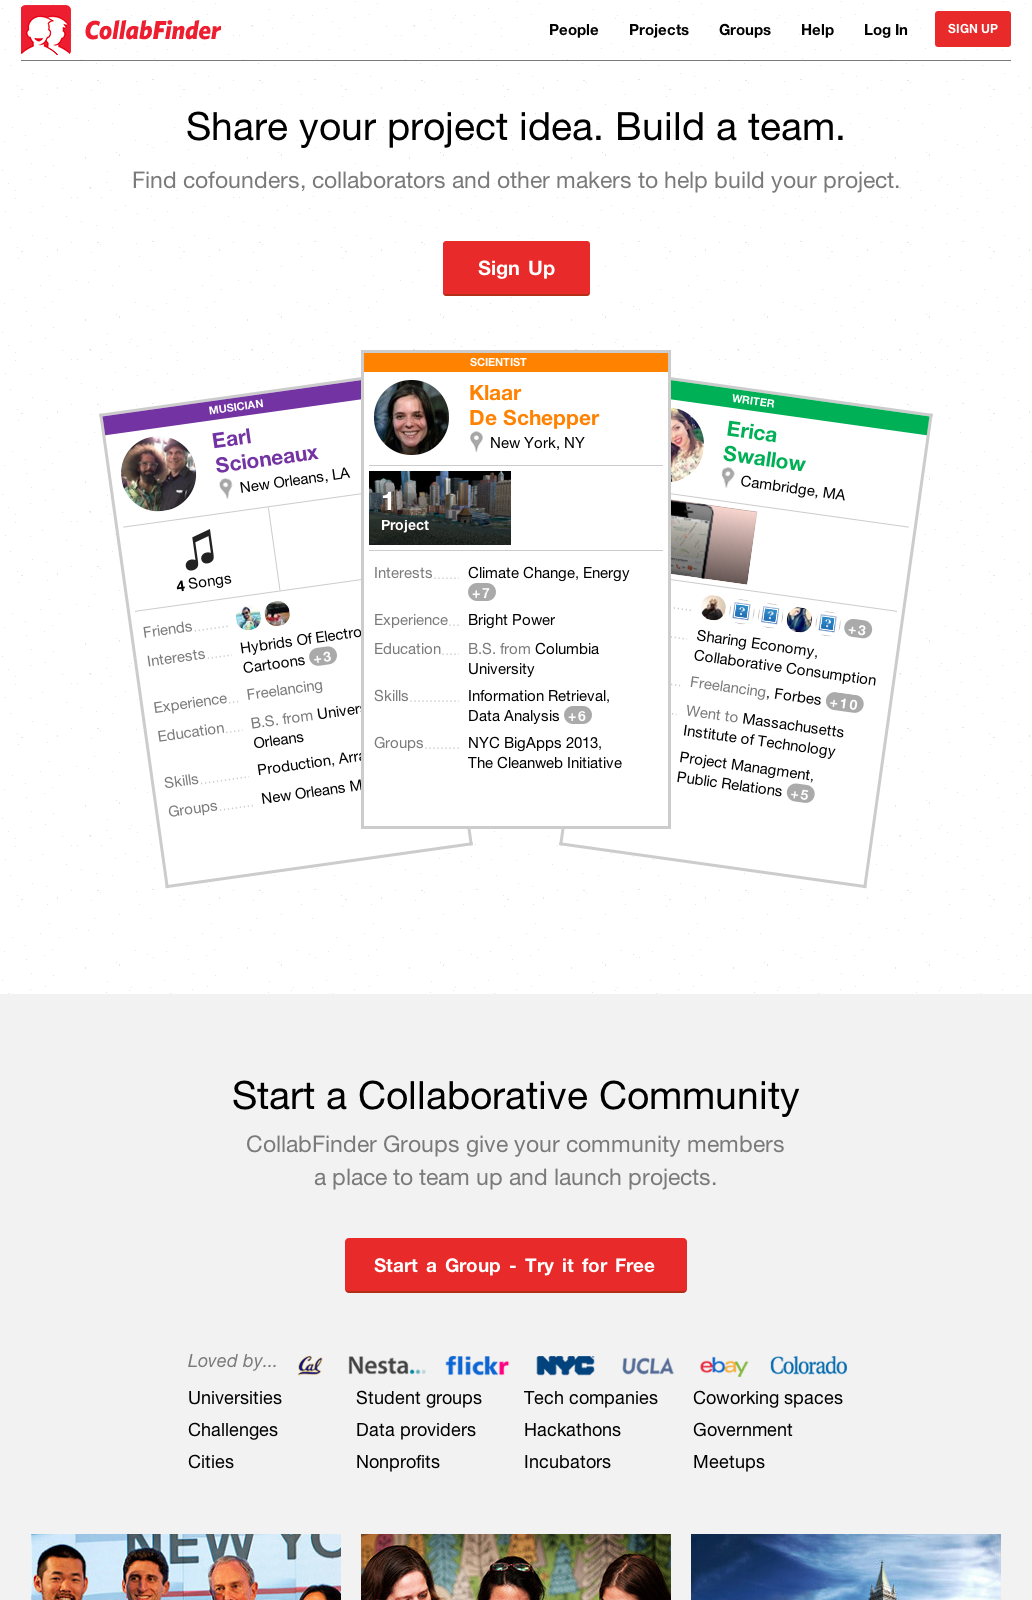 CollabFinder
People Projects Groups Help Log In SIGN UP
Share your project idea. Build a team.
Find cofounders, collaborators and other makers to help build your project.
Sign Up
MUSICIAN
Earl
Scioneaux
New Orleans, LA
4 Songs
Friends
Interests Hybrids Of Electro
Cartoons +3
Experience Freelancing
Education B.S. from Univer
Orleans
Skills Production, Arra
Groups New Orleans M
SCIENTIST
Klaar
De Schepper
New York, NY
1
Project
Interests Climate Change, Energy
+7
Experience Bright Power
Education B.S. from Columbia
University
Skills Information Retrieval,
Data Analysis +6
Groups NYC BigApps 2013,
The Cleanweb Initiative
WRITER
Erica
Swallow
Cambridge, MA
+3
Sharing Economy,
Collaborative Consumption
Freelancing, Forbes +10
Went to Massachusetts
Institute of Technology
Project Managment,
Public Relations +5
Start a Collaborative Community
CollabFinder Groups give your community members
a place to team up and launch projects.
Start a Group - Try it for Free
Loved by... Cal Nesta... flickr NYC UCLA ebay Colorado
Universities Student groups Tech companies Coworking spaces
Challenges Data providers Hackathons Government
Cities Nonprofits Incubators Meetups
NEW YO